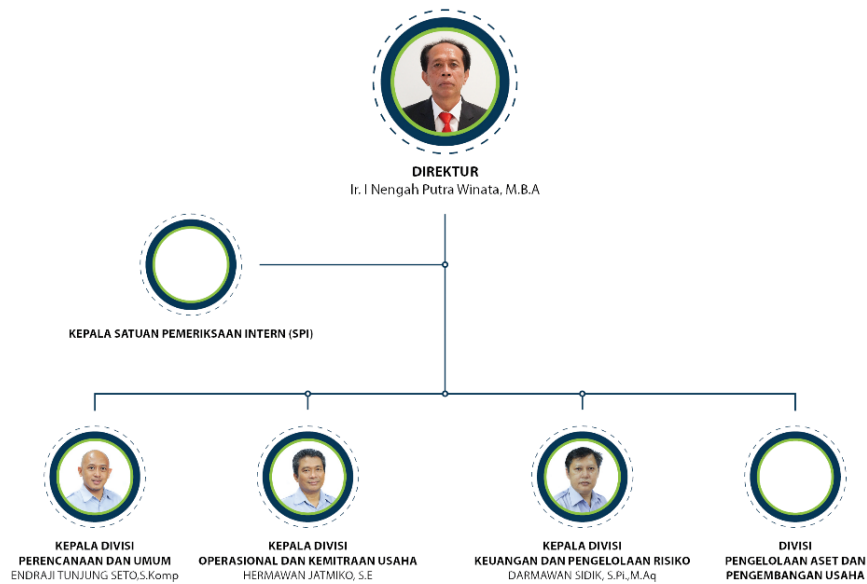 DIREKTUR
Ir. I Nengah Putra Winata, M.B.A
KEPALA SATUAN PEMERIKSAAN INTERN (SPI)
KEPALA DIVISI
PERENCANAAN DAN UMUM
ENDRAJI TUNJUNG SETO,S.Komp
KEPALA DIVISI
OPERASIONAL DAN KEMITRAAN USAHA
HERMAWAN JATMIKO, S.E
KEPALA DIVISI
KEUANGAN DAN PENGELOLAAN RISIKO
DARMAWAN SIDIK, S.Pi.,M.Aq
DIVISI
PENGELOLAAN ASET DAN
PENGEMBANGAN USAHA